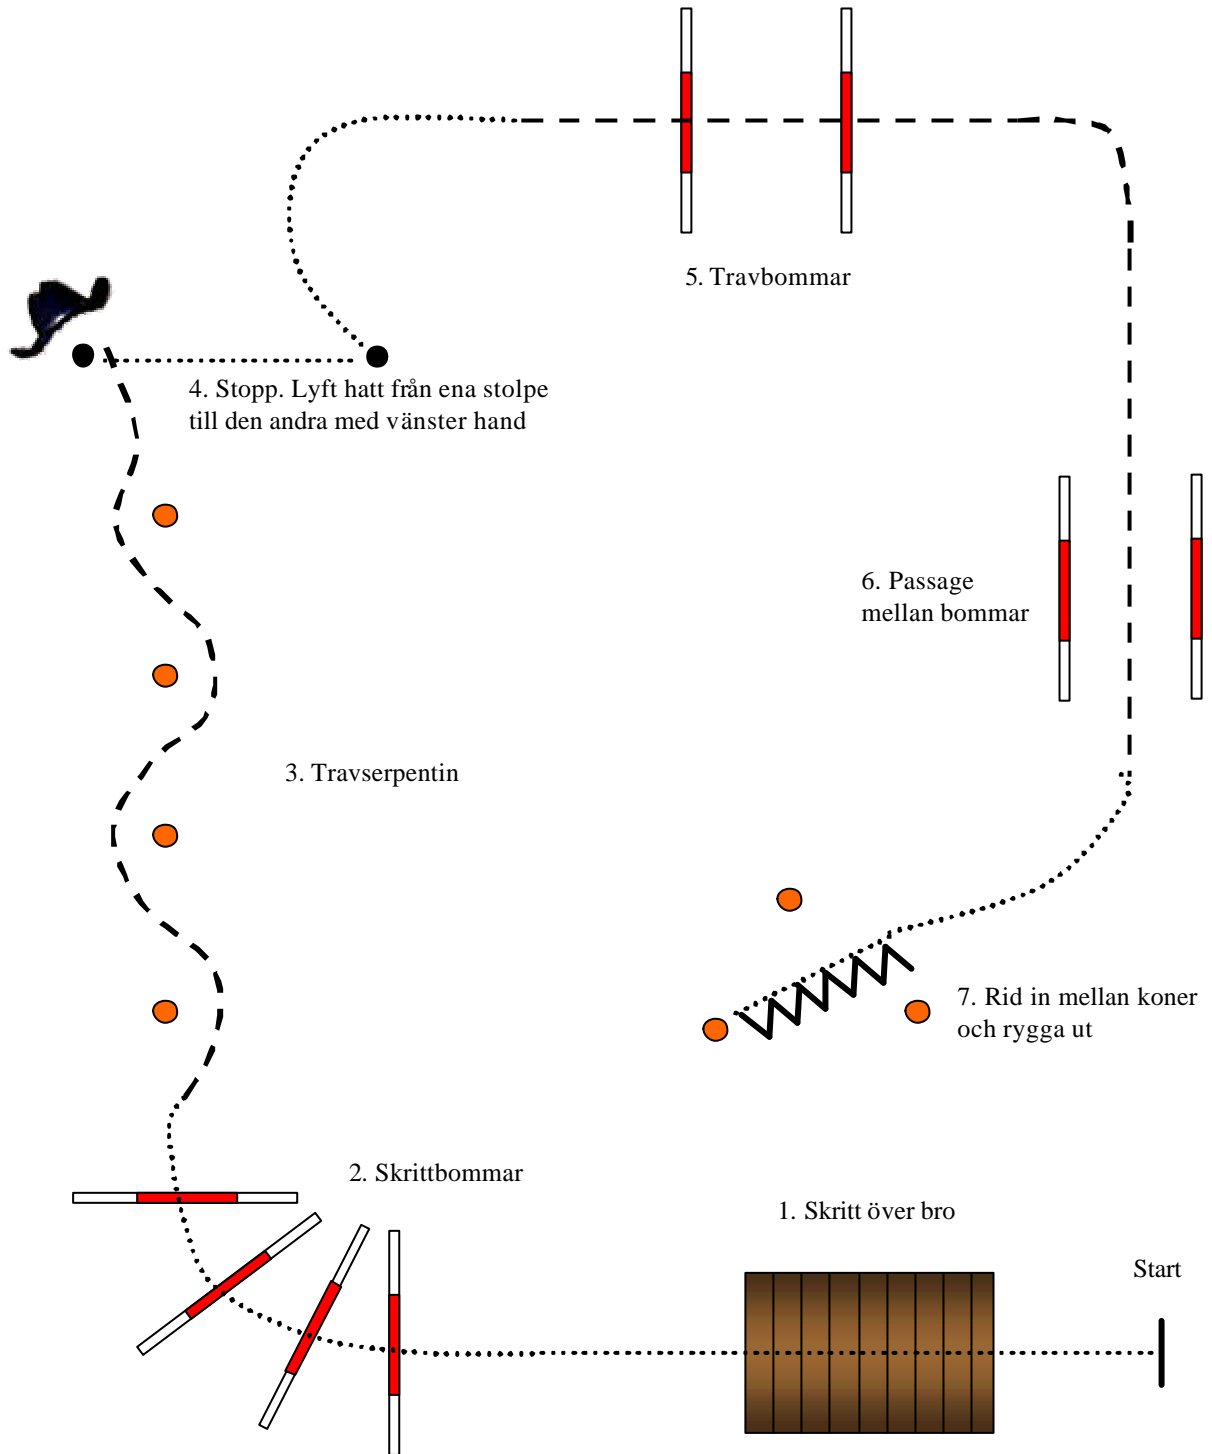 5. Travbommar
4. Stopp. Lyft hatt från ena stolpe
till den andra med vänster hand
6. Passage
mellan bommar
3. Travserpentin
7. Rid in mellan koner
och rygga ut
2. Skrittbommar
1. Skritt över bro
Start